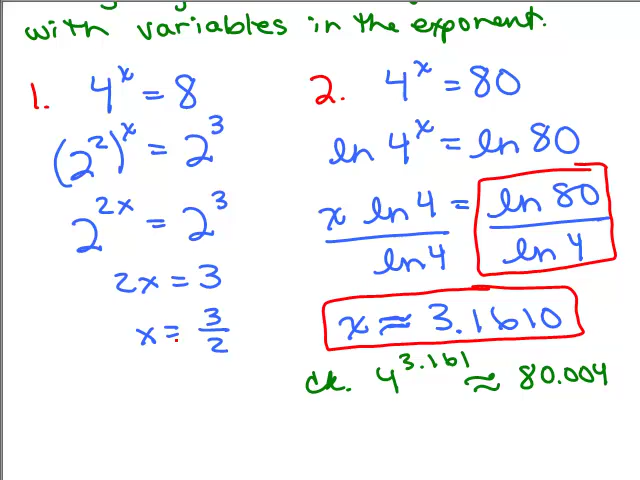 with variables in the exponent.
1. 4^x = 8
(2^2)^x = 2^3
2^2x = 2^3
2x = 3
x = 3/2
2. 4^x = 80
ln 4^x = ln 80
x ln 4 / ln 4 = ln 80 / ln 4
x ≈ 3.1610
ck. 4^3.161 ≈ 80.004